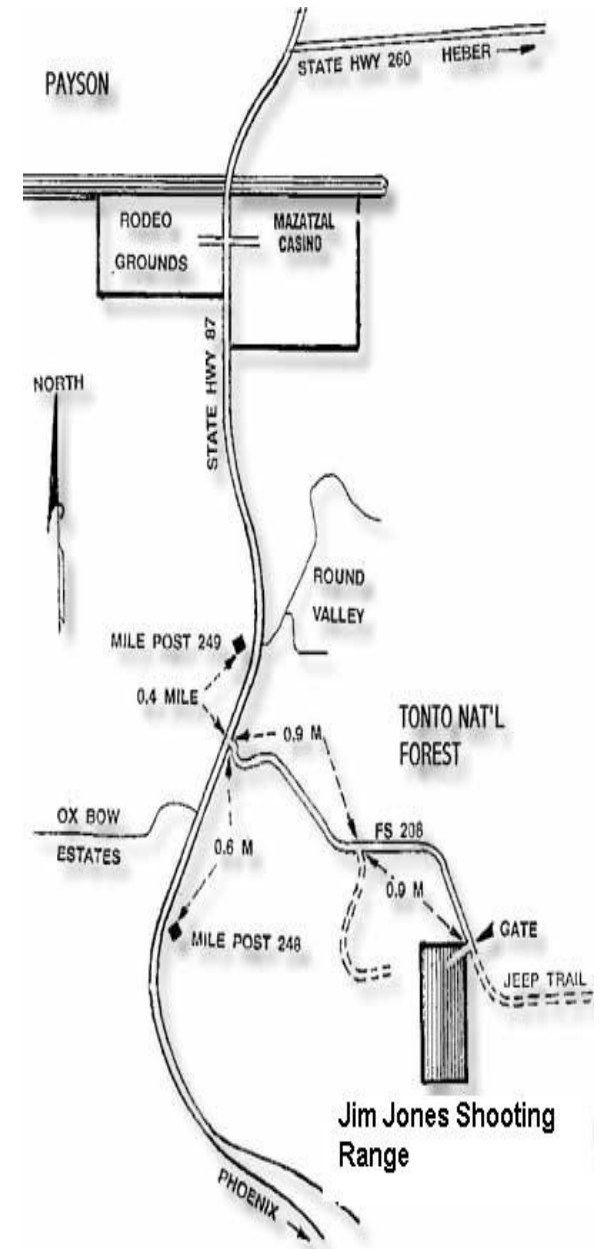 STATE HWY 260 HEBER
PAYSON
RODEO
GROUNDS
MAZATZAL
CASINO
STATE HWY 87
NORTH
ROUND
VALLEY
MILE POST 249
0.4 MILE
0.9 M
TONTO NAT'L
FOREST
OX BOW
ESTATES
0.6 M
FS 208
0.9 M
MILE POST 248
GATE
JEEP TRAIL
Jim Jones Shooting
Range
PHOENIX